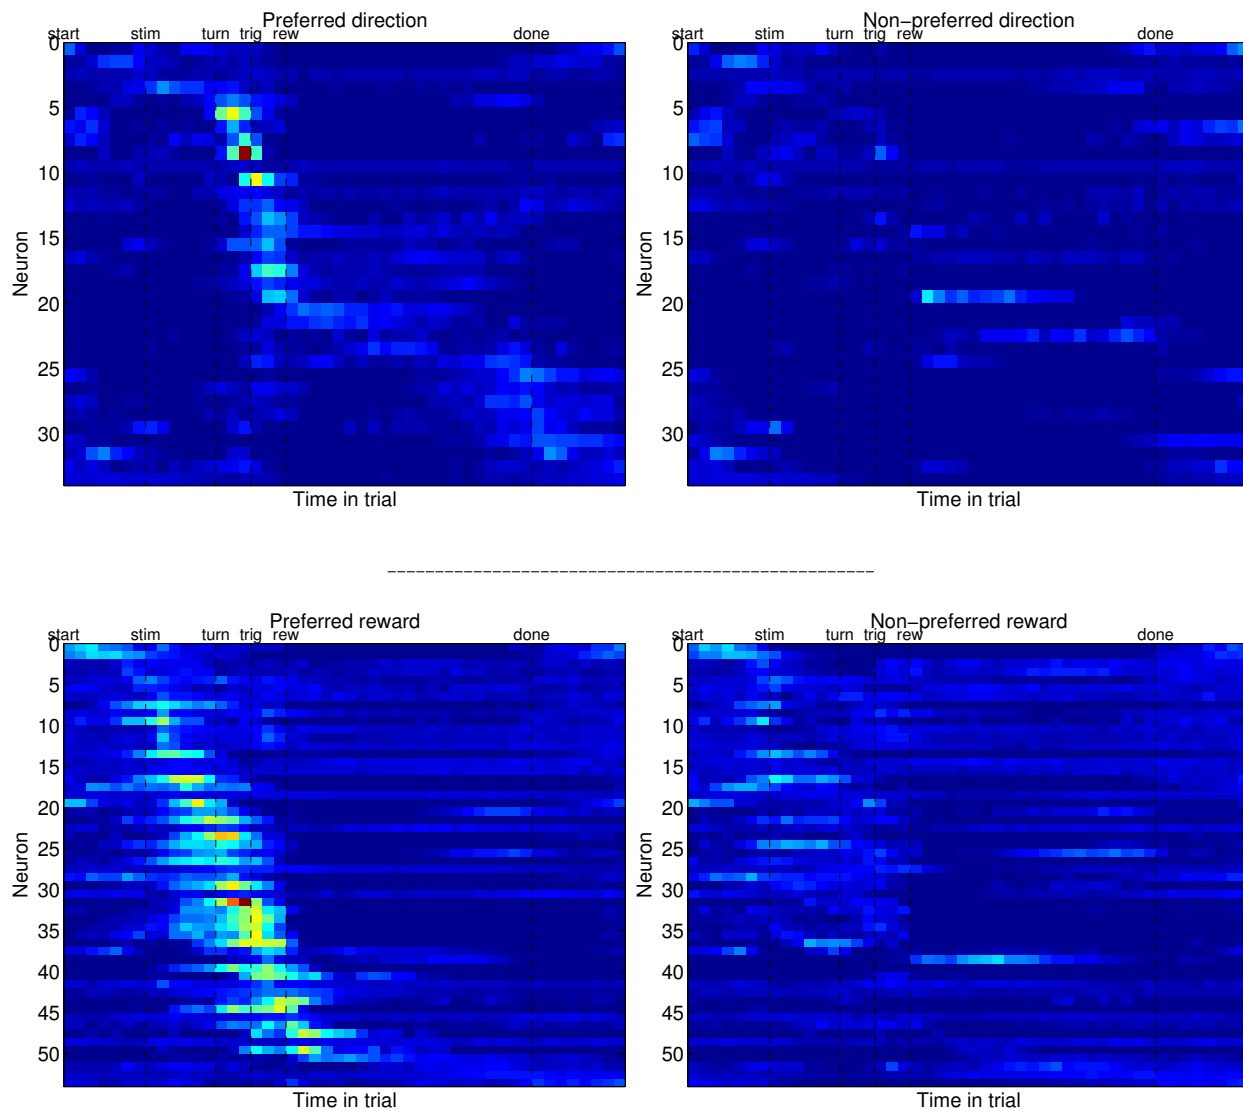 Preferred direction
Non−preferred direction
start stim turn trig rew done
start stim turn trig rew done
0
5
10
15
20
25
30
Neuron
0
5
10
15
20
25
30
Neuron
Time in trial
Time in trial
Preferred reward
Non−preferred reward
start stim turn trig rew done
start stim turn trig rew done
0
5
10
15
20
25
30
35
40
45
50
Neuron
0
5
10
15
20
25
30
35
40
45
50
Neuron
Time in trial
Time in trial